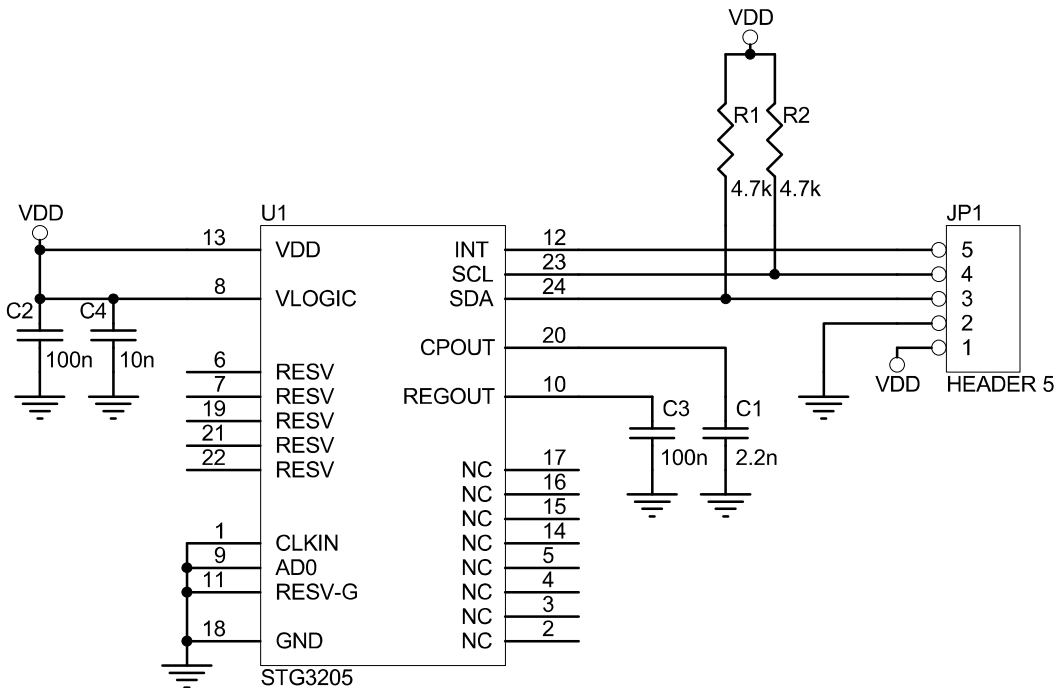 VDD
R1 R2
4.7k 4.7k
VDD
U1
JP1
13 VDD INT 12 5
SCL 23 4
8 VLOGIC SDA 24 3
C2 C4
100n 10n
2
CPOUT 20 1
VDD
HEADER 5
6 RESV
7 RESV REGOUT 10
19 RESV
21 RESV
22 RESV
C3 C1
100n 2.2n
NC 17
NC 16
NC 15
1 CLKIN NC 14
9 AD0 NC 5
11 RESV-G NC 4
NC 3
18 GND NC 2
STG3205